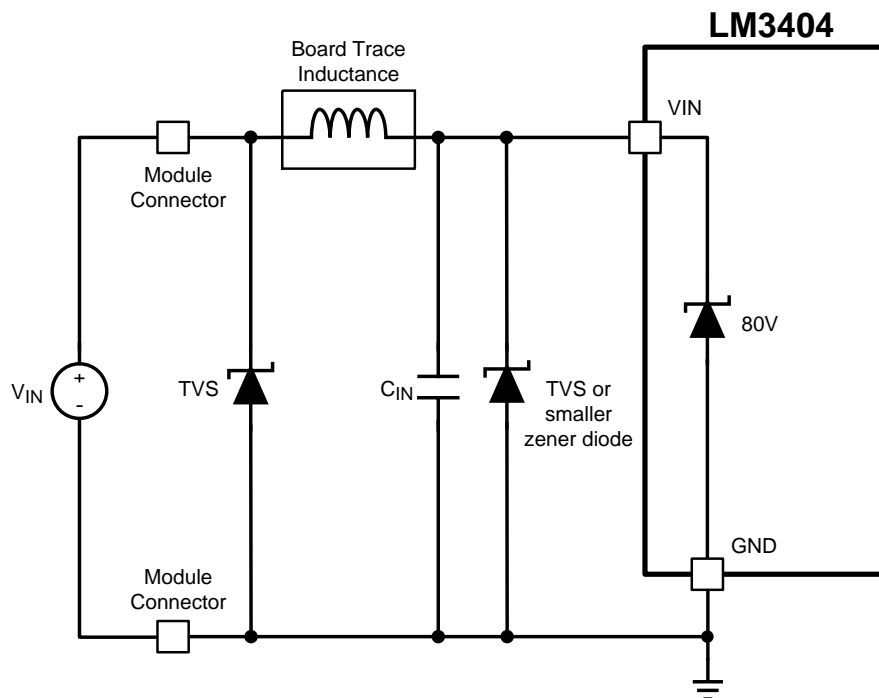 LM3404
Board Trace
Inductance
VIN
Module
Connector
80V
VIN
+
-
TVS
CIN
TVS or
smaller
zener diode
GND
Module
Connector